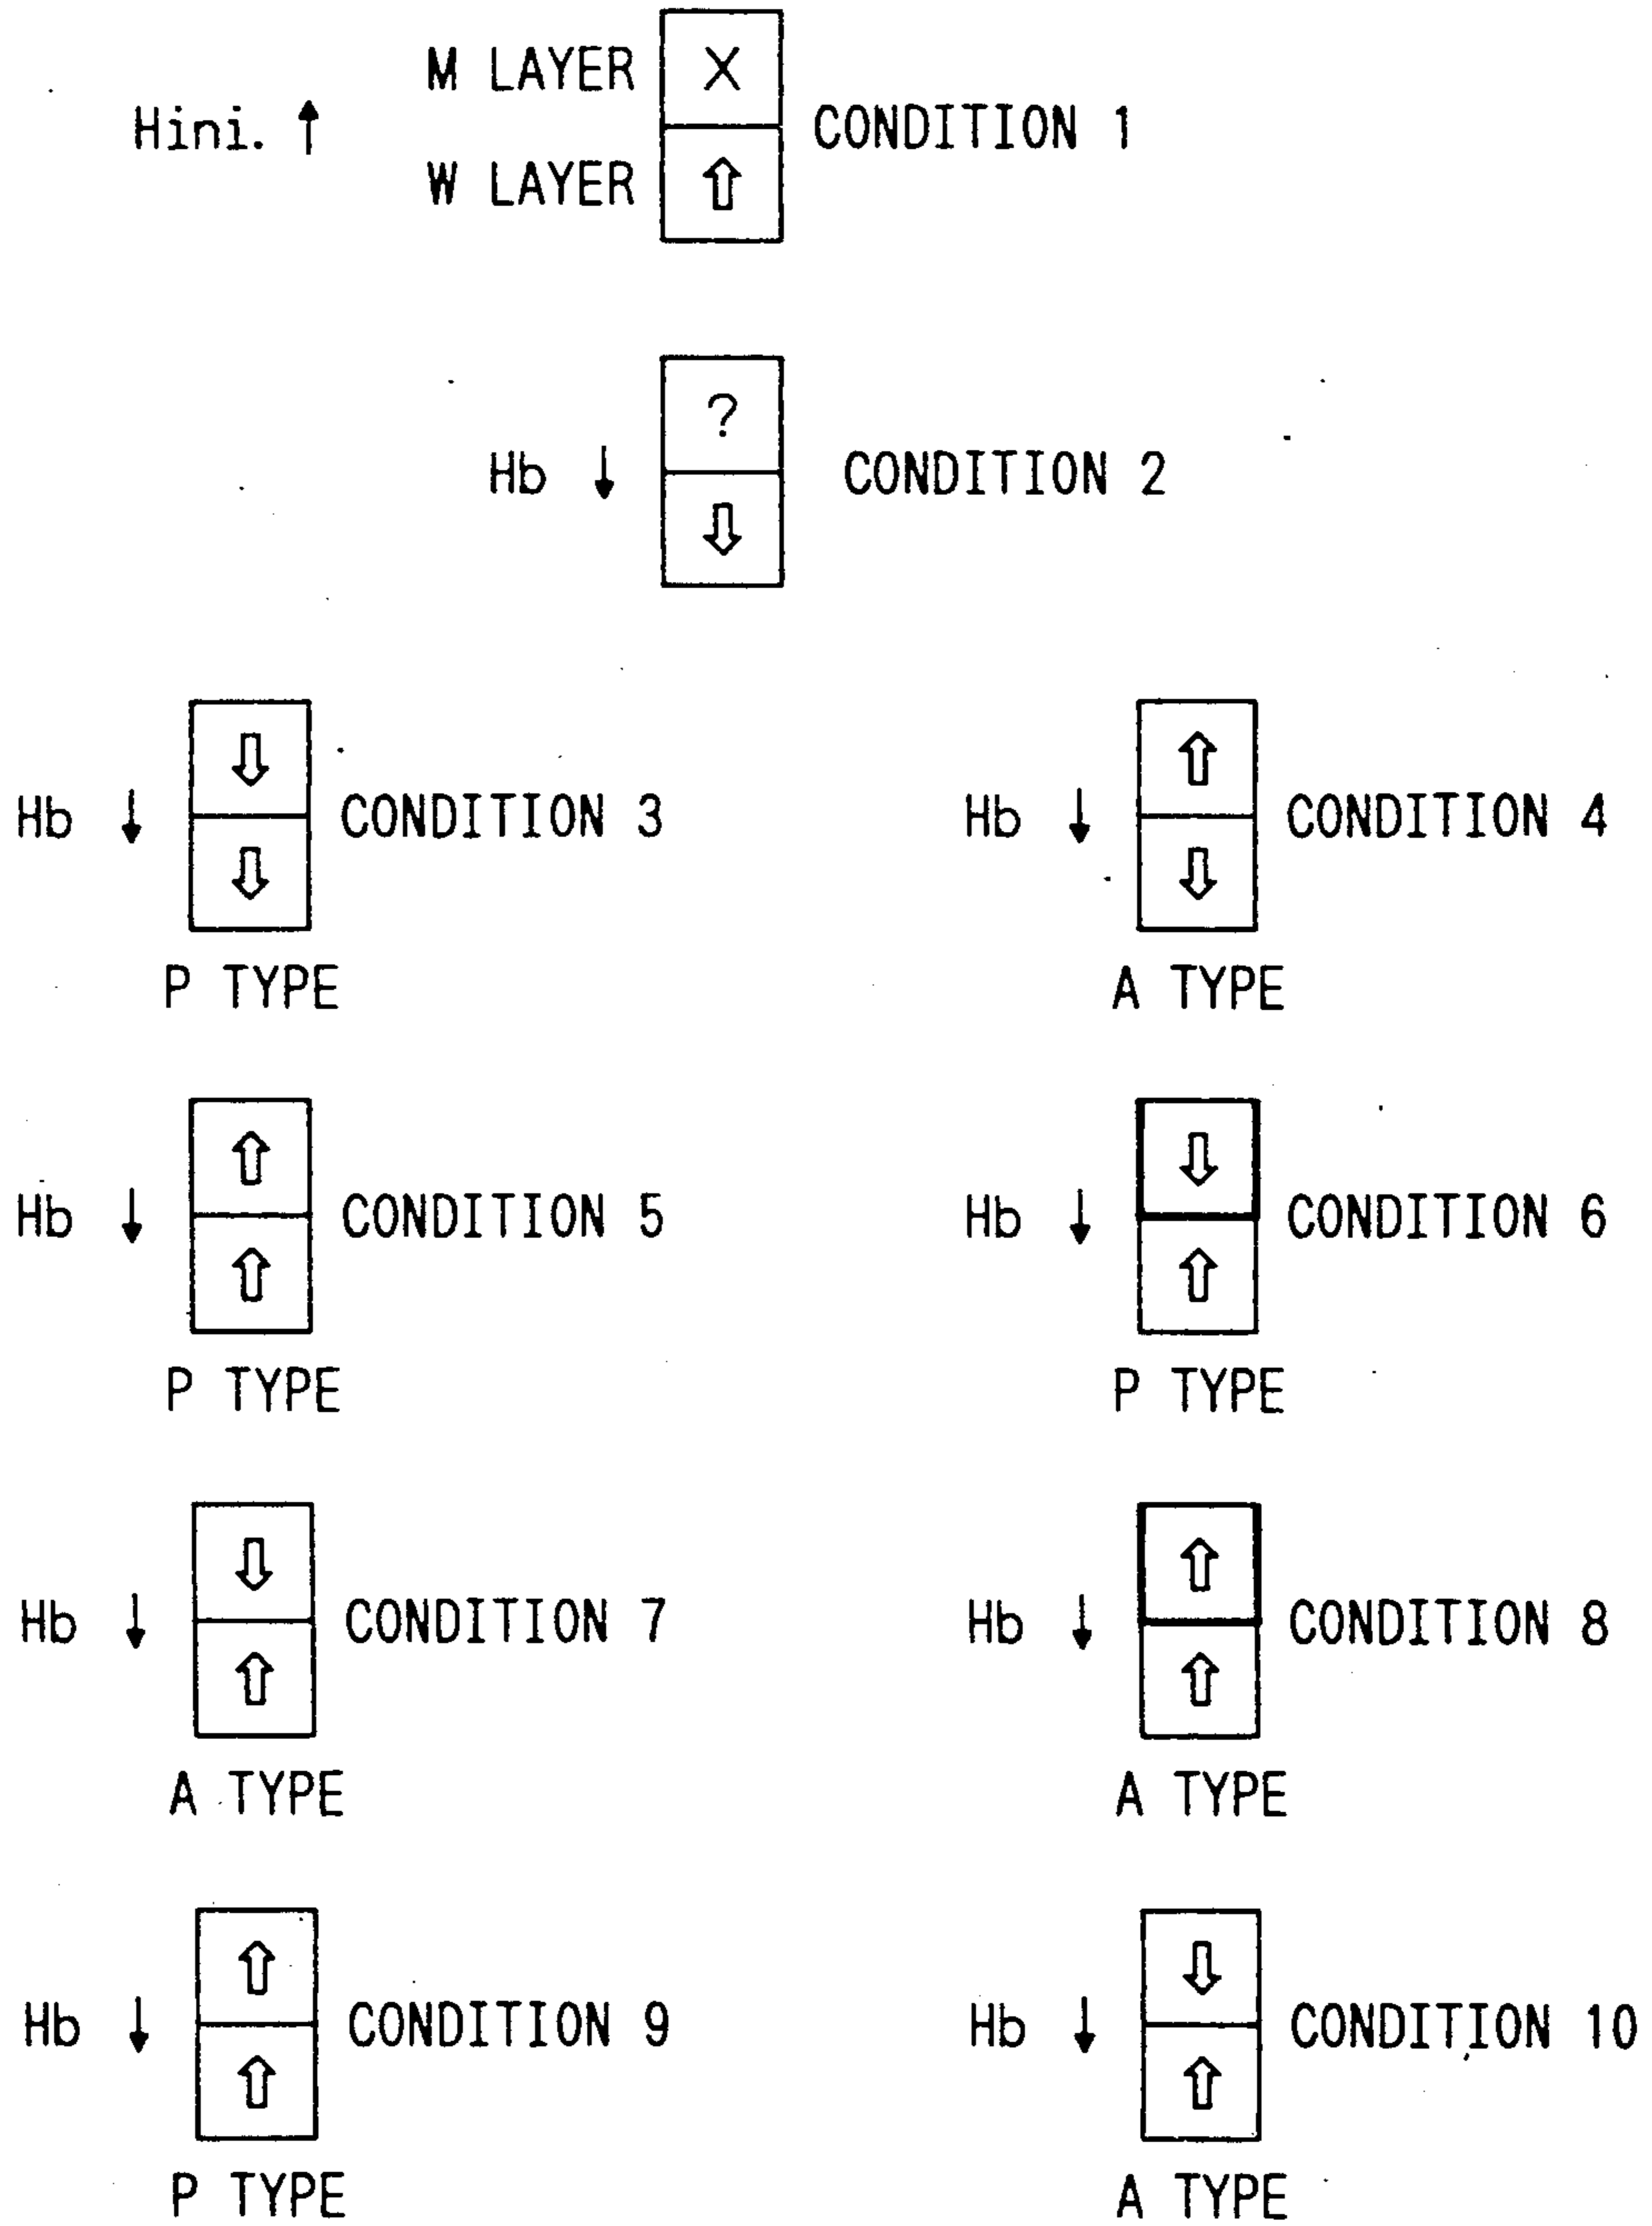 M LAYER X
Hini. ↑ CONDITION 1
W LAYER ⇧
?
Hb ↓ CONDITION 2
⇩
⇩ ⇧
Hb ↓ CONDITION 3 Hb ↓ CONDITION 4
⇩ ⇩
P TYPE A TYPE
⇧ ⇩
Hb ↓ CONDITION 5 Hb ↓ CONDITION 6
⇧ ⇧
P TYPE P TYPE
⇩ ⇧
Hb ↓ CONDITION 7 Hb ↓ CONDITION 8
⇧ ⇧
A TYPE A TYPE
⇧ ⇩
Hb ↓ CONDITION 9 Hb ↓ CONDITION 10
⇧ ⇧
P TYPE A TYPE